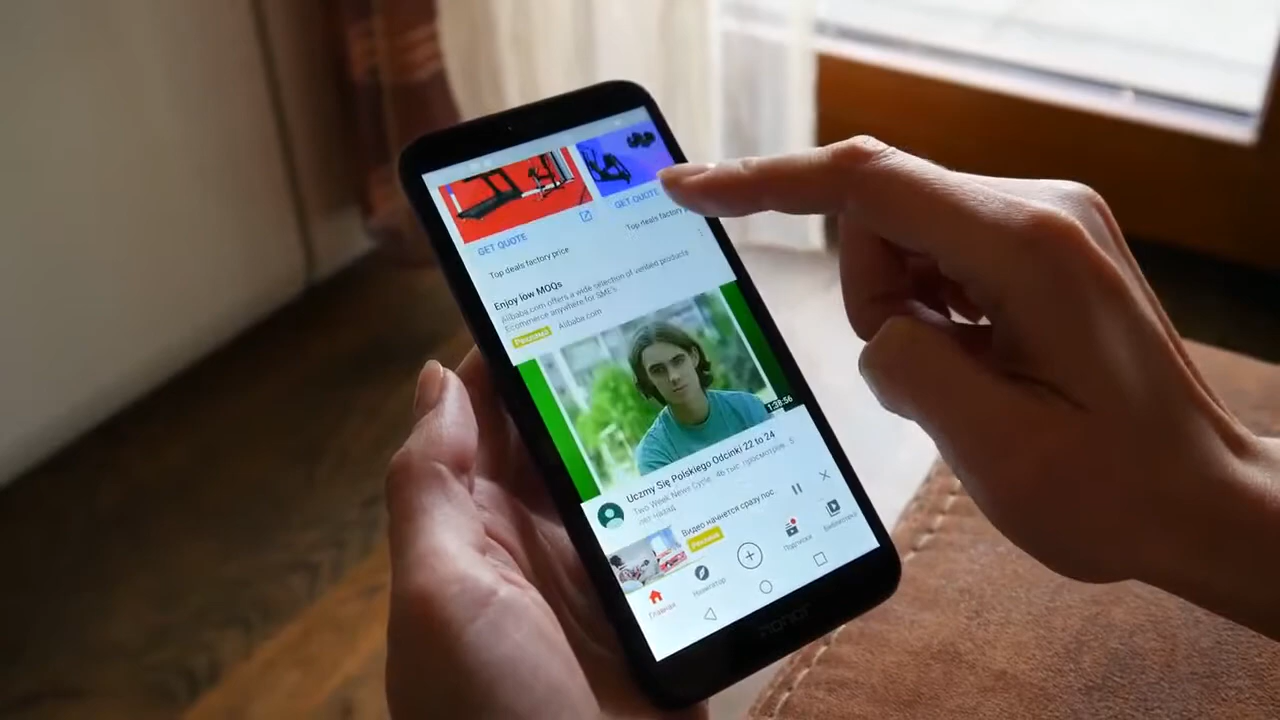 GET QUOTE
GET QUOTE
Top deals factory price
Top deals factory p
Enjoy low MOQs
Alibaba.com offers a wide selection of verified products
Ecommerce anywhere for SME's
Реклама Alibaba.com
1:38:56
Uczmy Się Polskiego Odcinki 22 to 24
Two Week News Cycle · 46 тыс. просмотров · 5
лет назад
Видео начнется сразу пос
Реклама
Главная
Навигатор
Подписки
Библиотека
honor